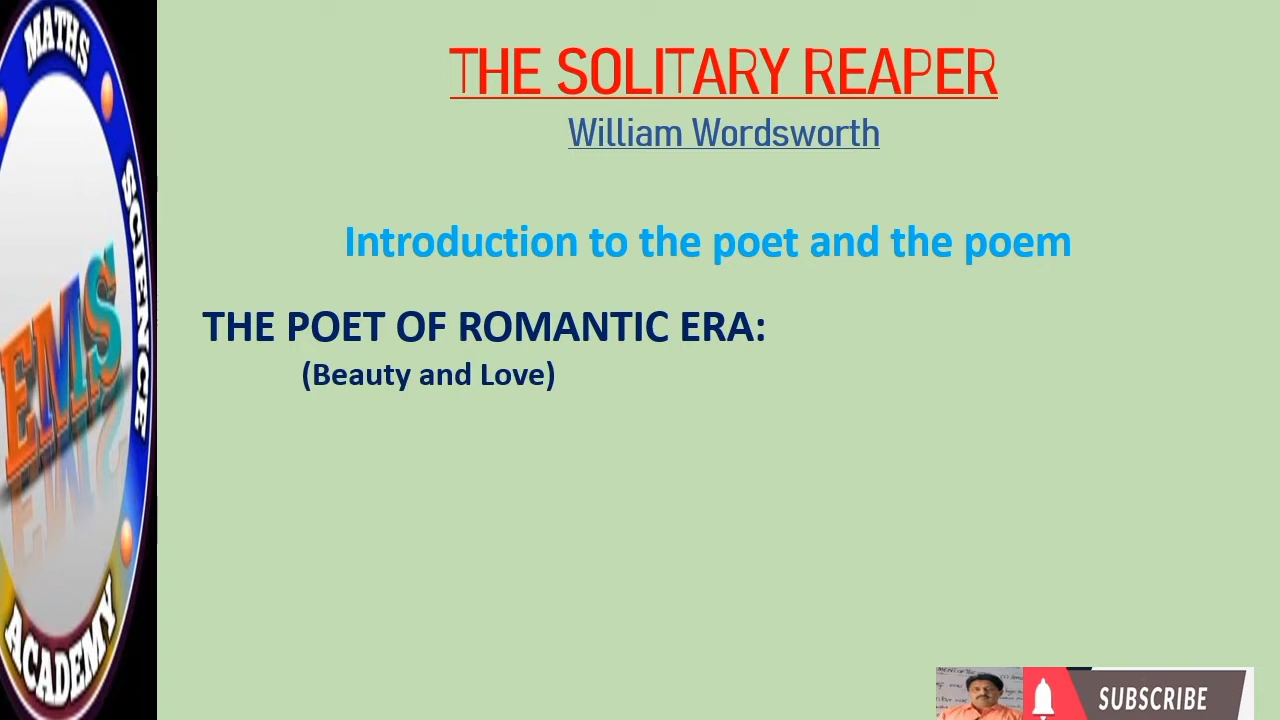 THE SOLITARY REAPER
William Wordsworth
Introduction to the poet and the poem
THE POET OF ROMANTIC ERA:
(Beauty and Love)
MATHS
SCIENCE
ACADEMY
EMS
SUBSCRIBE